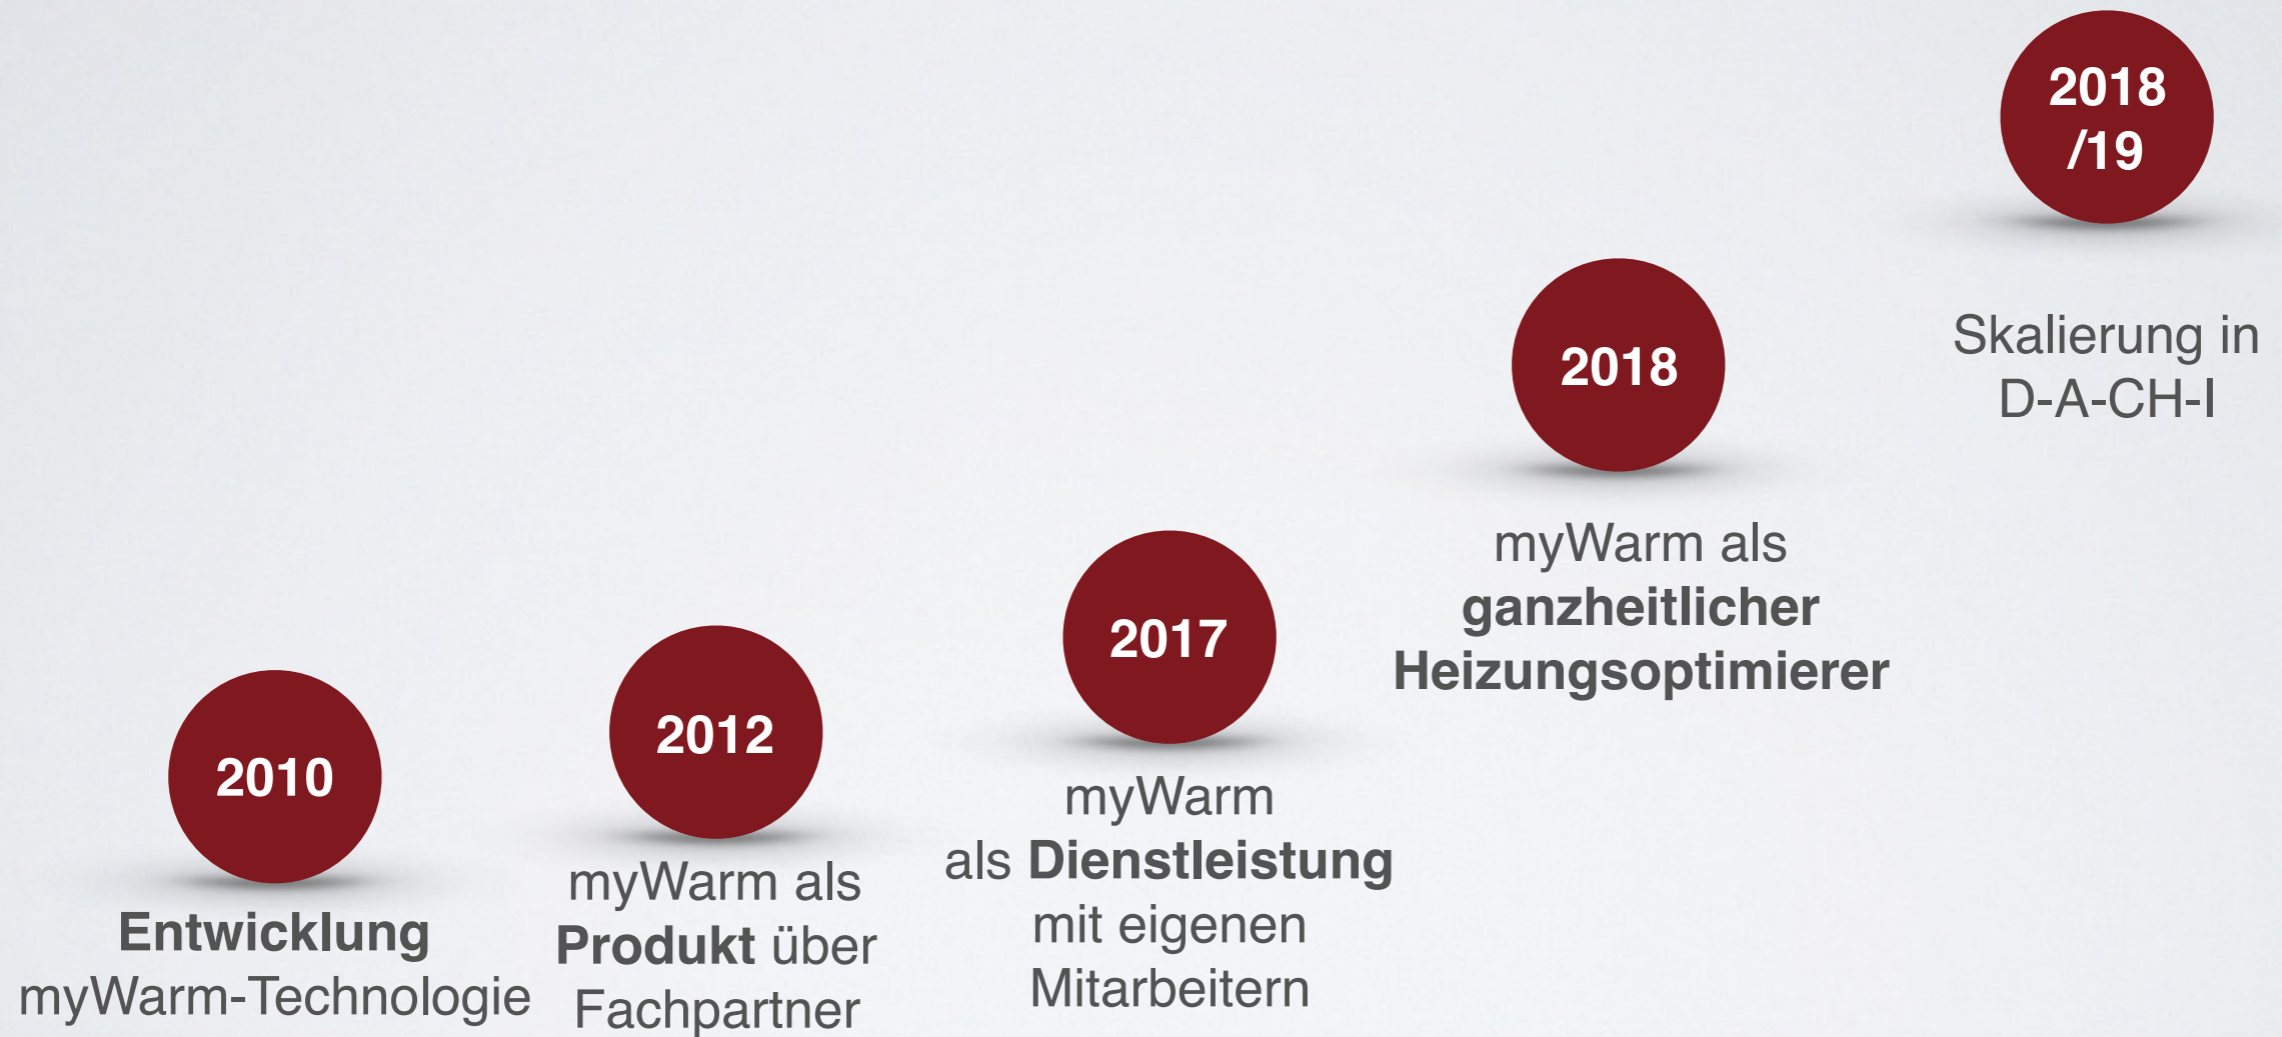 2010
Entwicklung
myWarm-Technologie
2012
myWarm als
Produkt über
Fachpartner
2017
myWarm
als Dienstleistung
mit eigenen
Mitarbeitern
2018
myWarm als
ganzheitlicher
Heizungsoptimierer
2018
/19
Skalierung in
D-A-CH-I